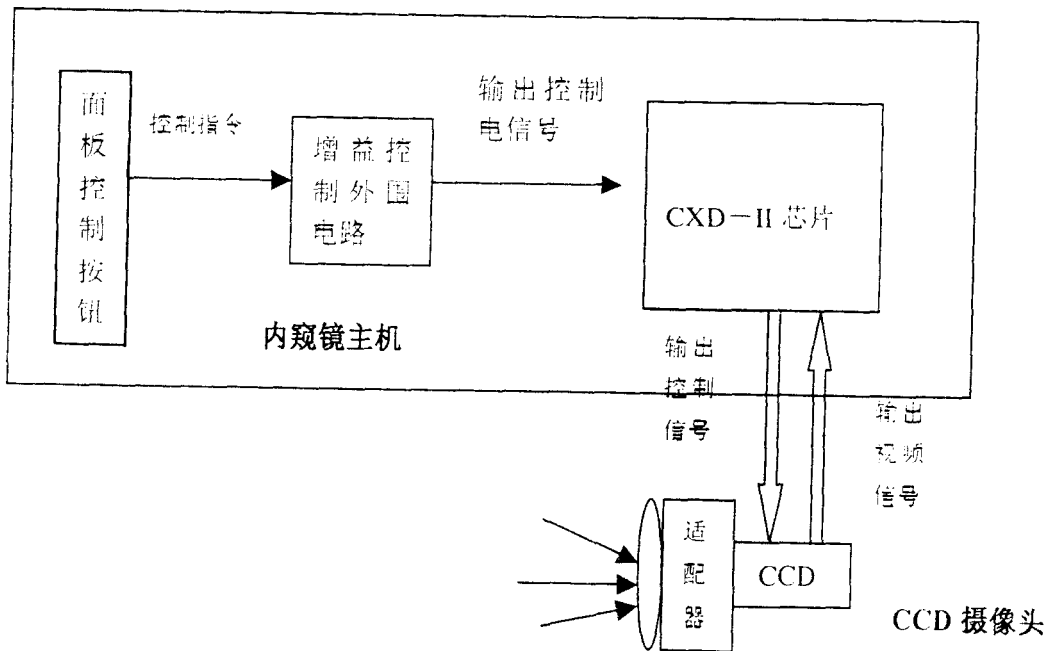 面板控制按钮
控制指令
增益控
制外围
电路
输出控制
电信号
CXD－II 芯片
内窥镜主机
输出
控制
信号
输出
视频
信号
适配器
CCD
CCD 摄像头